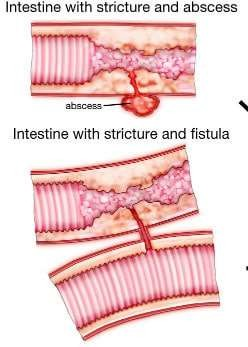 Intestine with stricture and abscess
abscess
Intestine with stricture and fistula